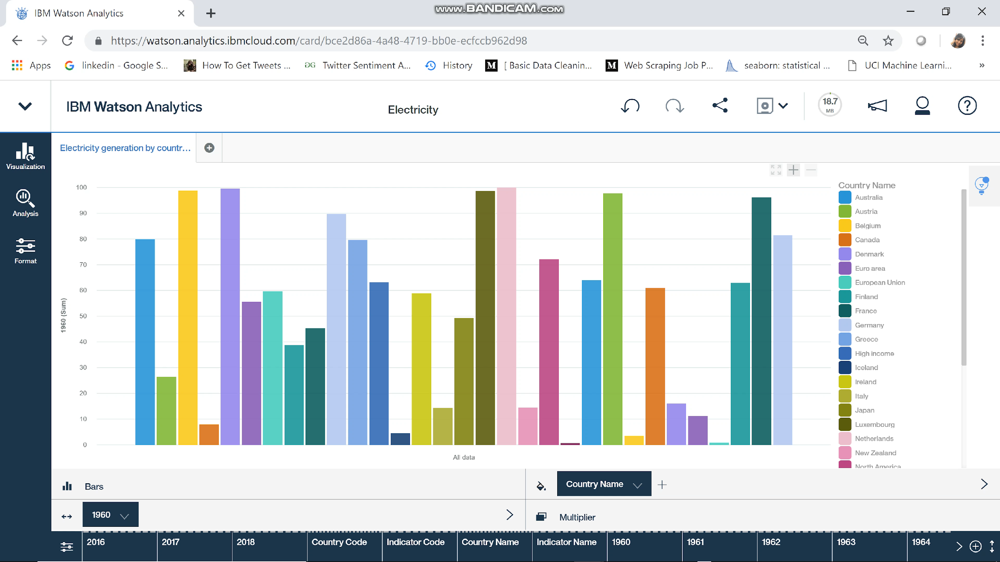 IBM Watson Analytics
www.BANDICAM.com
https://watson.analytics.ibmcloud.com/card/bce2d86a-4a48-4719-bb0e-ecfccb962d98
Apps linkedin - Google S... How To Get Tweets ... GG Twitter Sentiment A... History M [ Basic Data Cleanin... M Web Scraping Job P... seaborn: statistical ... UCI Machine Learni... »
IBM Watson Analytics
Electricity
18.7
MB
?
Electricity generation by countr...
Visualization
Analysis
Format
100
90
80
70
60
50
40
30
20
10
0
1960 (Sum)
All data
Country Name
Australia
Austria
Belgium
Canada
Denmark
Euro area
European Union
Finland
France
Germany
Greece
High income
Iceland
Ireland
Italy
Japan
Luxembourg
Netherlands
New Zealand
North America
Bars
Country Name
1960
Multiplier
2016 2017 2018 Country Code Indicator Code Country Name Indicator Name 1960 1961 1962 1963 1964